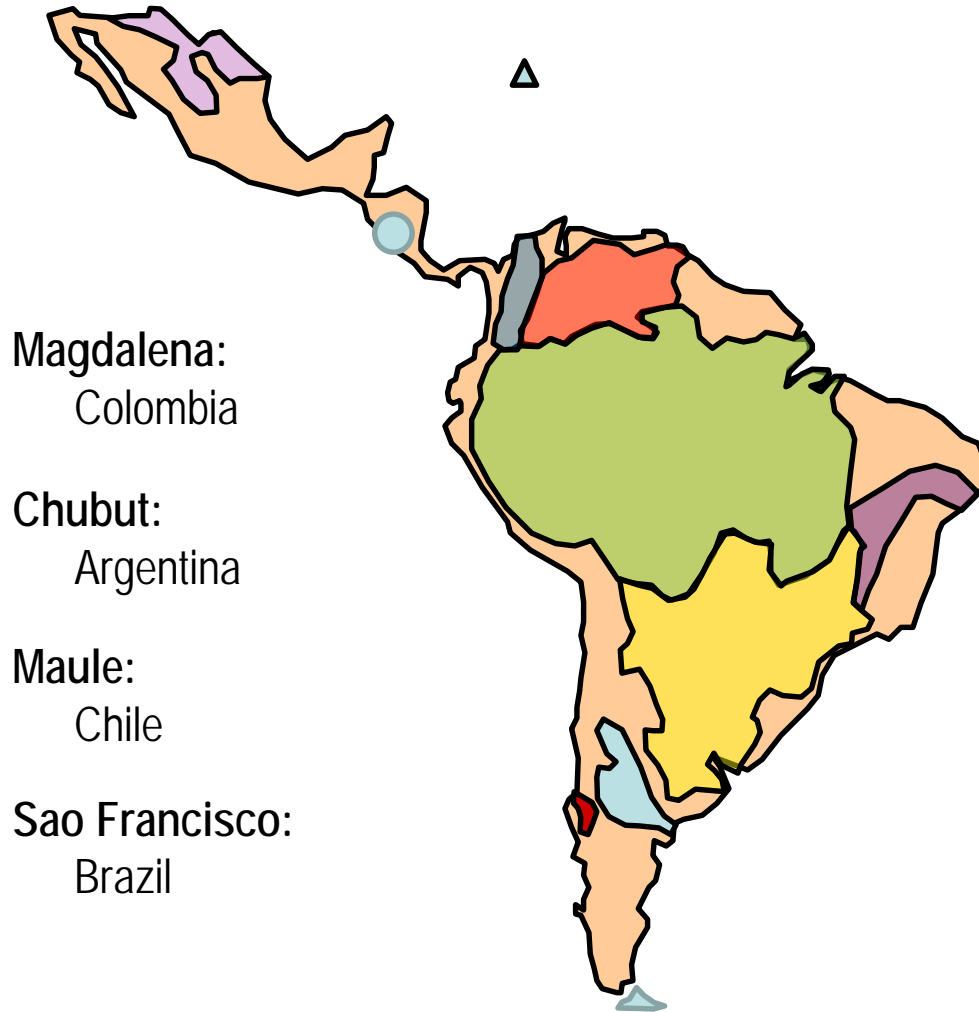 Magdalena:
Colombia
Chubut:
Argentina
Maule:
Chile
Sao Francisco:
Brazil